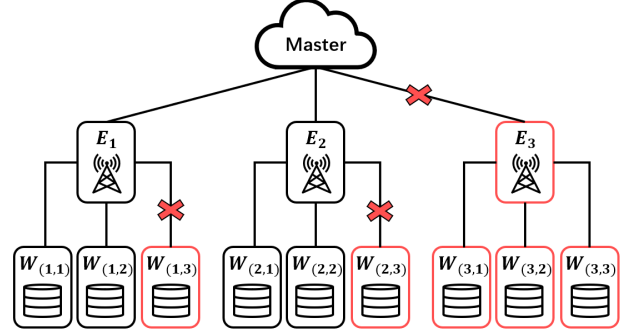 Master
E₁ E₂ E₃
W₍₁,₁₎ W₍₁,₂₎ W₍₁,₃₎ W₍₂,₁₎ W₍₂,₂₎ W₍₂,₃₎ W₍₃,₁₎ W₍₃,₂₎ W₍₃,₃₎